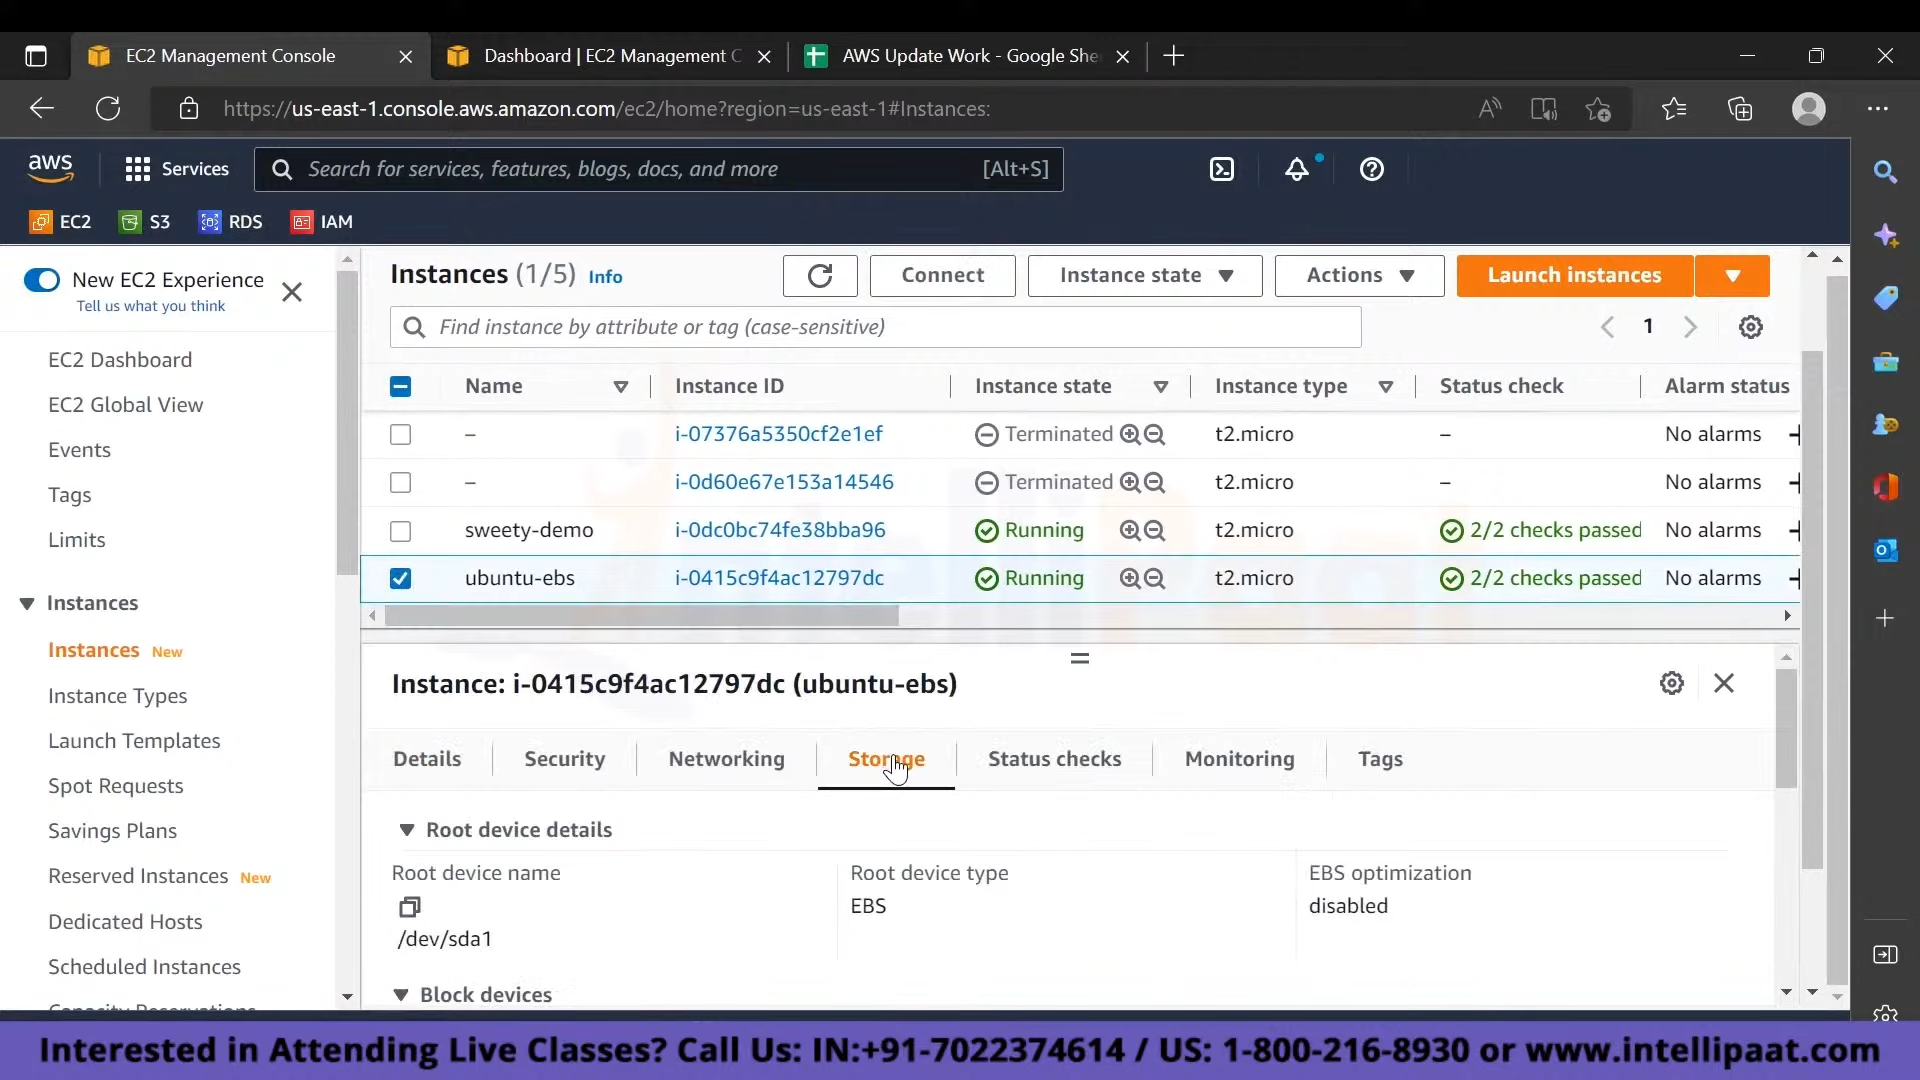 EC2 Management Console
Dashboard | EC2 Management C
AWS Update Work - Google She
https://us-east-1.console.aws.amazon.com/ec2/home?region=us-east-1#Instances:
aws
Services
Search for services, features, blogs, docs, and more
[Alt+S]
EC2
S3
RDS
IAM
New EC2 Experience
Tell us what you think
EC2 Dashboard
EC2 Global View
Events
Tags
Limits
Instances
Instances New
Instance Types
Launch Templates
Spot Requests
Savings Plans
Reserved Instances New
Dedicated Hosts
Scheduled Instances
Capacity Reservations
Instances (1/5) Info
Connect
Instance state
Actions
Launch instances
Find instance by attribute or tag (case-sensitive)
1
Name Instance ID Instance state Instance type Status check Alarm status
– i-07376a5350cf2e1ef Terminated t2.micro – No alarms
– i-0d60e67e153a14546 Terminated t2.micro – No alarms
sweety-demo i-0dc0bc74fe38bba96 Running t2.micro 2/2 checks passed No alarms
ubuntu-ebs i-0415c9f4ac12797dc Running t2.micro 2/2 checks passed No alarms
Instance: i-0415c9f4ac12797dc (ubuntu-ebs)
Details
Security
Networking
Storage
Status checks
Monitoring
Tags
Root device details
Root device name
/dev/sda1
Root device type
EBS
EBS optimization
disabled
Block devices
Interested in Attending Live Classes? Call Us: IN:+91-7022374614 / US: 1-800-216-8930 or www.intellipaat.com